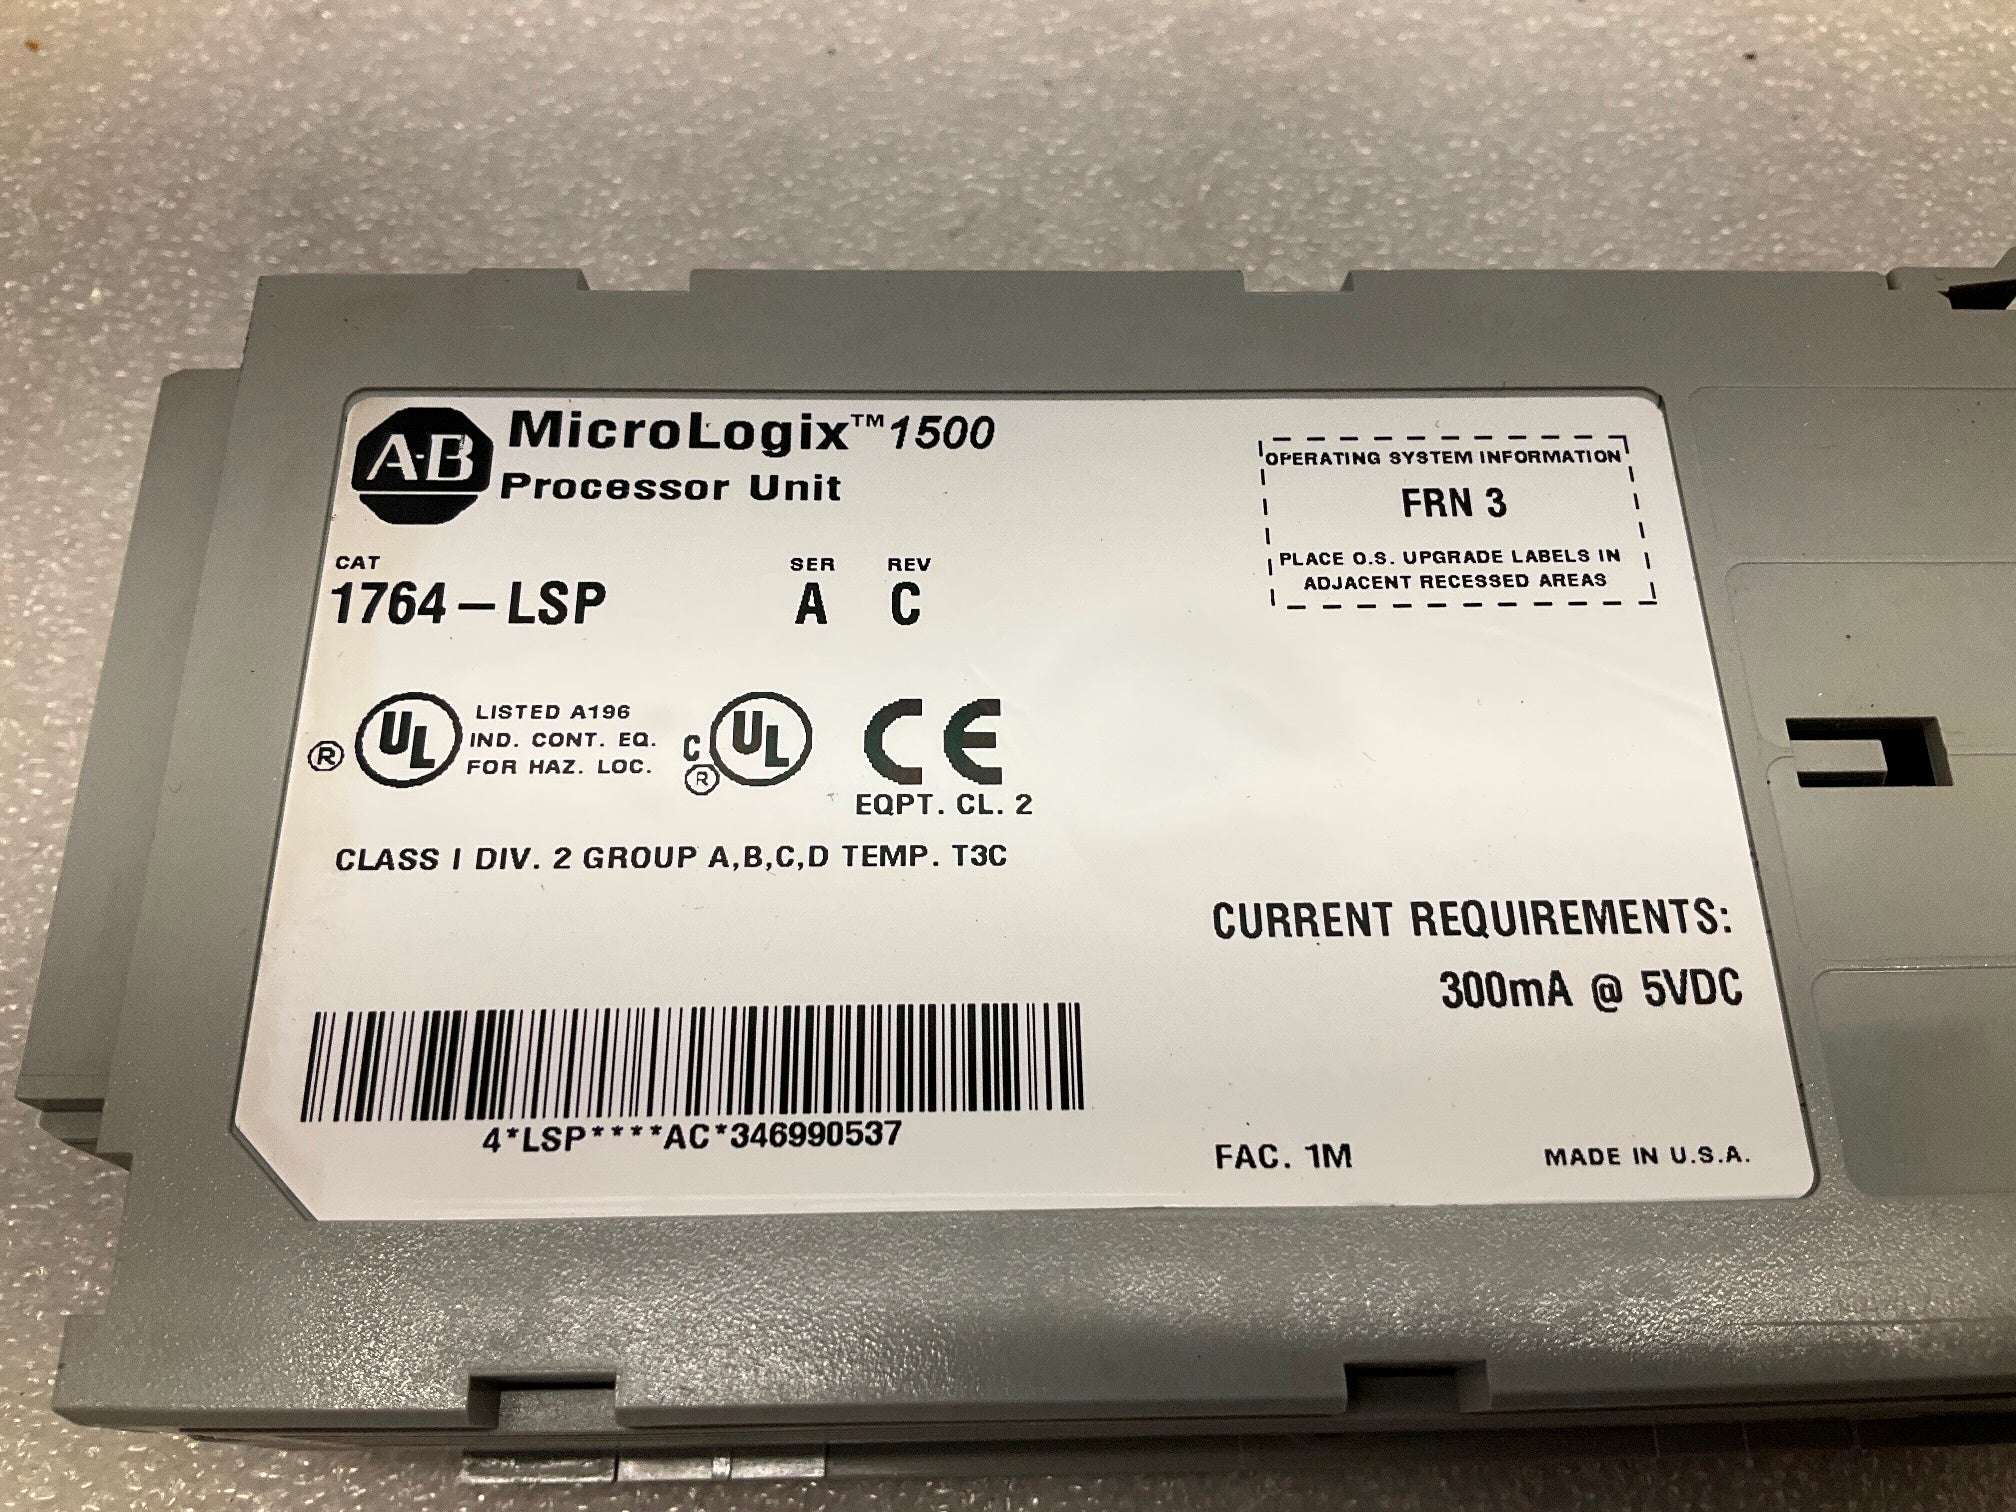 A-B
MicroLogix™ 1500
Processor Unit
OPERATING SYSTEM INFORMATION
FRN 3
PLACE O.S. UPGRADE LABELS IN
ADJACENT RECESSED AREAS
CAT SER REV
1764-LSP A C
® UL LISTED A196
IND. CONT. EQ.
FOR HAZ. LOC.
C UL ®
CE
EQPT. CL. 2
CLASS I DIV. 2 GROUP A,B,C,D TEMP. T3C
CURRENT REQUIREMENTS:
300mA @ 5VDC
4*LSP****AC*346990537
FAC. 1M
MADE IN U.S.A.